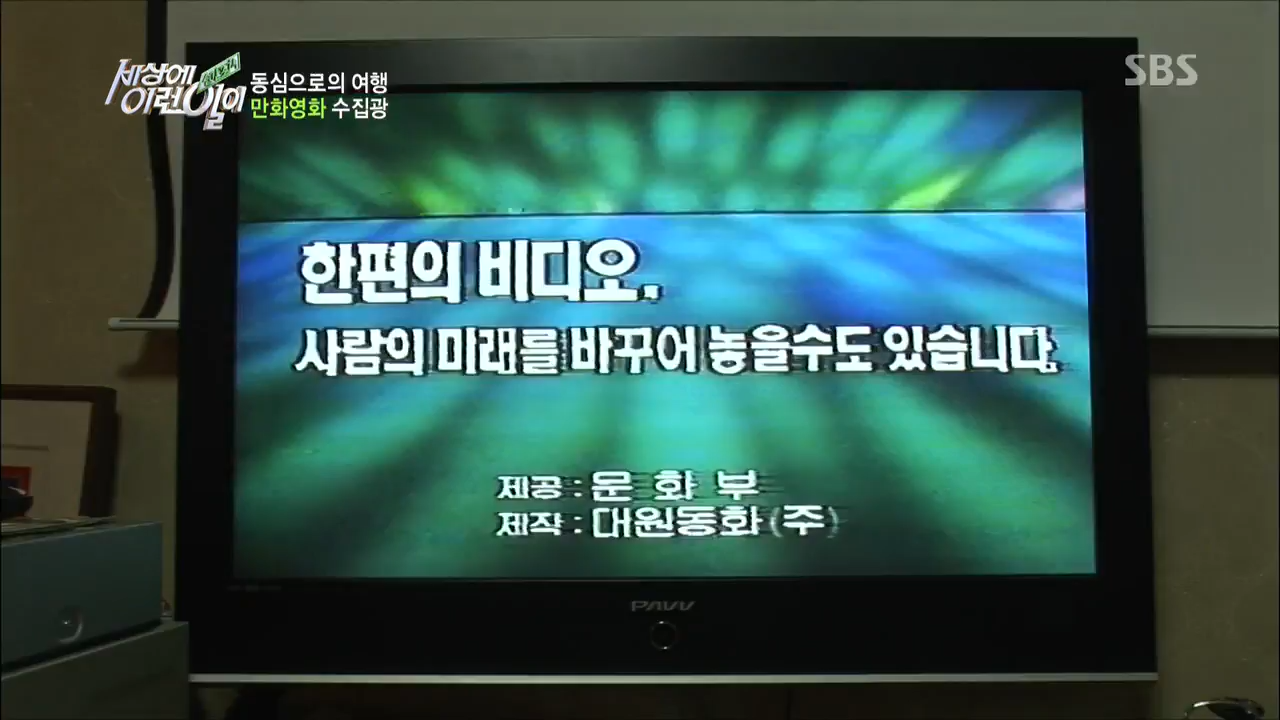 세상에
이런일이
동심으로의 여행
만화영화 수집광
SBS
한편의 비디오,
사람의 미래를 바꾸어 놓을수도 있습니다.
제공 : 문 화 부
제작 : 대원동화(주)
PAVV